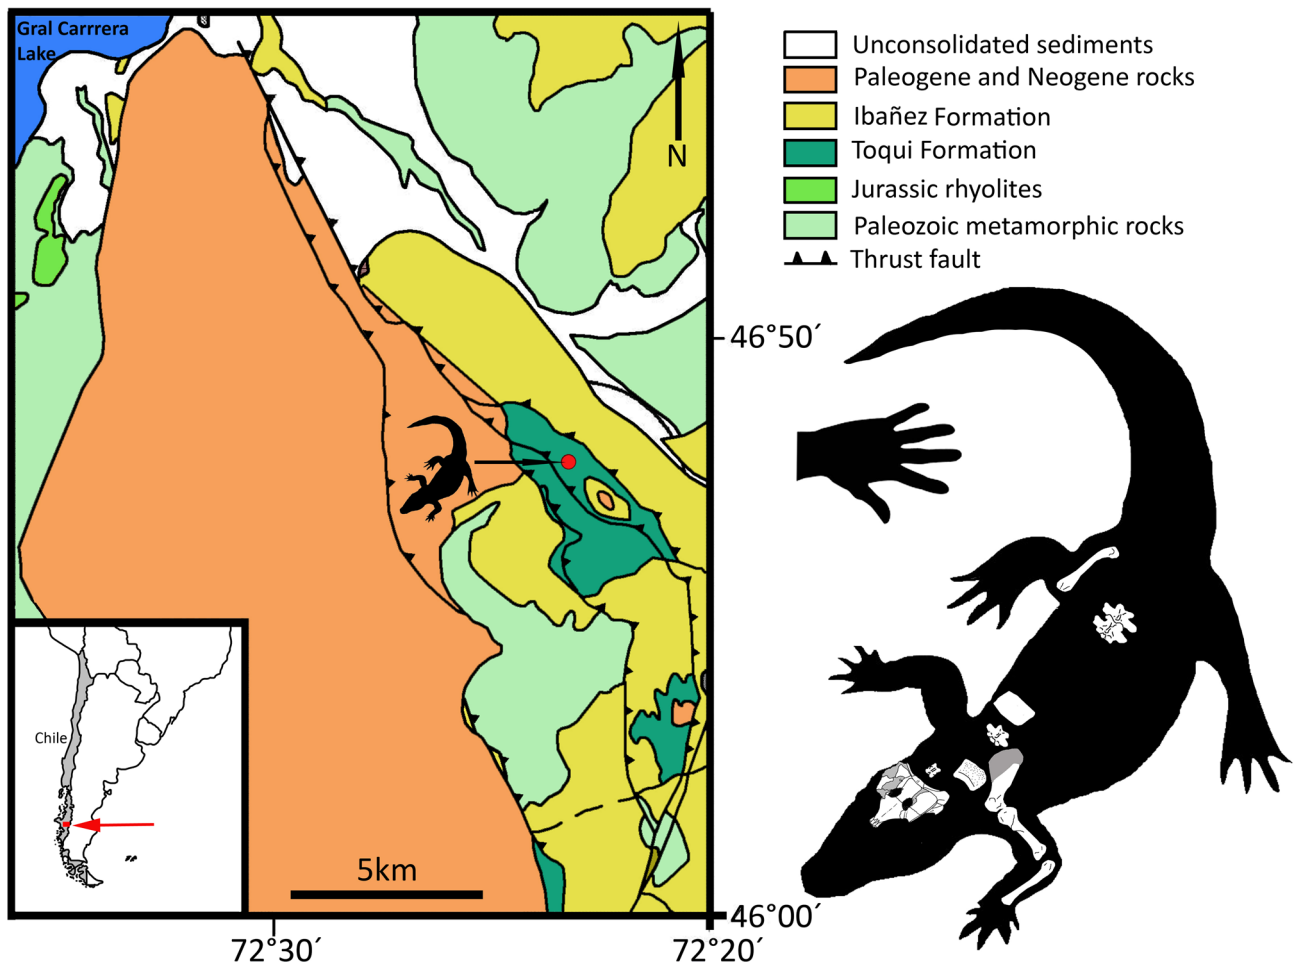 Gral Carrrera
Lake
N
Unconsolidated sediments
Paleogene and Neogene rocks
Ibañez Formation
Toqui Formation
Jurassic rhyolites
Paleozoic metamorphic rocks
Thrust fault
46°50´
Chile
5km
46°00´
72°30´
72°20´